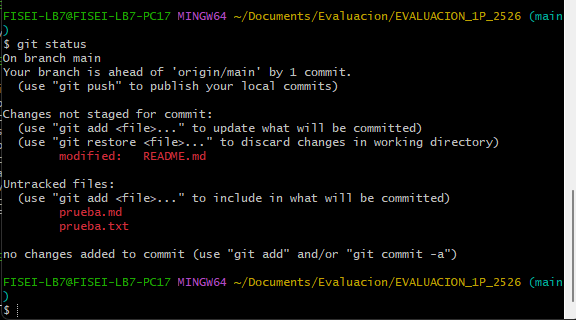 FISEI-LB7@FISEI-LB7-PC17 MINGW64 ~/Documents/Evaluacion/EVALUACION_1P_2526 (main
)
$ git status
On branch main
Your branch is ahead of 'origin/main' by 1 commit.
  (use "git push" to publish your local commits)

Changes not staged for commit:
  (use "git add <file>..." to update what will be committed)
  (use "git restore <file>..." to discard changes in working directory)
        modified:   README.md

Untracked files:
  (use "git add <file>..." to include in what will be committed)
        prueba.md
        prueba.txt

no changes added to commit (use "git add" and/or "git commit -a")

FISEI-LB7@FISEI-LB7-PC17 MINGW64 ~/Documents/Evaluacion/EVALUACION_1P_2526 (main
)
$